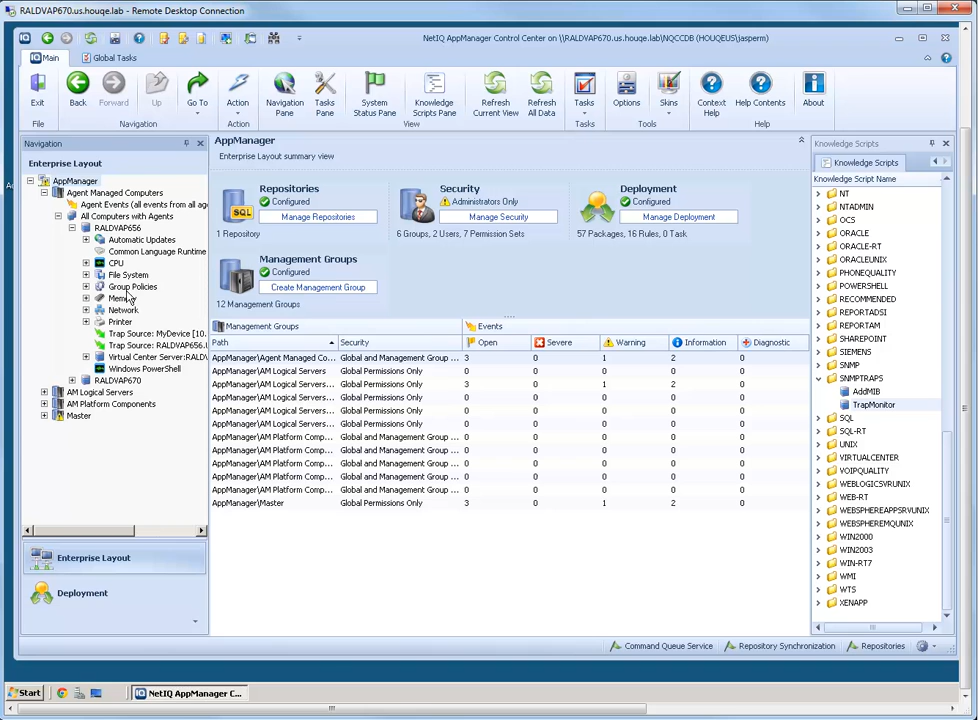 RALDVAP670.us.houqe.lab - Remote Desktop Connection
NetIQ AppManager Control Center on \\RALDVAP670.us.houqe.lab\NQCCDB (HOUQEUS\jasperm)
Main
Global Tasks
Exit
Back
Forward
Up
Go To
Action
Navigation Pane
Tasks Pane
System Status Pane
Knowledge Scripts Pane
Refresh Current View
Refresh All Data
Tasks
Options
Skins
Context Help
Help Contents
About
File
Navigation
Action
View
Tasks
Tools
Help
Navigation
Enterprise Layout
AppManager
Agent Managed Computers
Agent Events (all events from all ag
All Computers with Agents
RALDVAP656
Automatic Updates
Common Language Runtime
CPU
File System
Group Policies
Memory
Network
Printer
Trap Source: MyDevice [10.
Trap Source: RALDVAP656.
Virtual Center Server:RALD
Windows PowerShell
RALDVAP670
AM Logical Servers
AM Platform Components
Master
Enterprise Layout
Deployment
AppManager
Enterprise Layout summary view
Repositories
Configured
Manage Repositories
1 Repository
Security
Administrators Only
Manage Security
6 Groups, 2 Users, 7 Permission Sets
Deployment
Configured
Manage Deployment
57 Packages, 16 Rules, 0 Task
Management Groups
Configured
Create Management Group
12 Management Groups
Management Groups Events
Path Security Open Severe Warning Information Diagnostic
AppManager\Agent Managed Co... Global and Management Group ... 3 0 1 2 0
AppManager\AM Logical Servers Global Permissions Only 0 0 0 0 0
AppManager\AM Logical Servers... Global Permissions Only 3 0 1 2 0
AppManager\AM Logical Servers... Global Permissions Only 0 0 0 0 0
AppManager\AM Logical Servers... Global Permissions Only 0 0 0 0 0
AppManager\AM Logical Servers... Global Permissions Only 0 0 0 0 0
AppManager\AM Platform Comp... Global and Management Group ... 0 0 0 0 0
AppManager\AM Platform Comp... Global and Management Group ... 0 0 0 0 0
AppManager\AM Platform Comp... Global and Management Group ... 0 0 0 0 0
AppManager\AM Platform Comp... Global and Management Group ... 0 0 0 0 0
AppManager\AM Platform Comp... Global and Management Group ... 0 0 0 0 0
AppManager\Master Global Permissions Only 3 0 1 2 0
Knowledge Scripts
Knowledge Scripts
Knowledge Script Name
NT
NTADMIN
OCS
ORACLE
ORACLE-RT
ORACLEUNIX
PHONEQUALITY
POWERSHELL
RECOMMENDED
REPORTADSI
REPORTAM
SHAREPOINT
SIEMENS
SNMP
SNMPTRAPS
AddMIB
TrapMonitor
SQL
SQL-RT
UNIX
VIRTUALCENTER
VOIPQUALITY
WEBLOGICSVRUNIX
WEB-RT
WEBSPHEREAPPSRVUNIX
WEBSPHEREMQUNIX
WIN2000
WIN2003
WIN-RT7
WMI
WTS
XENAPP
Command Queue Service
Repository Synchronization
Repositories
Start
NetIQ AppManager C...